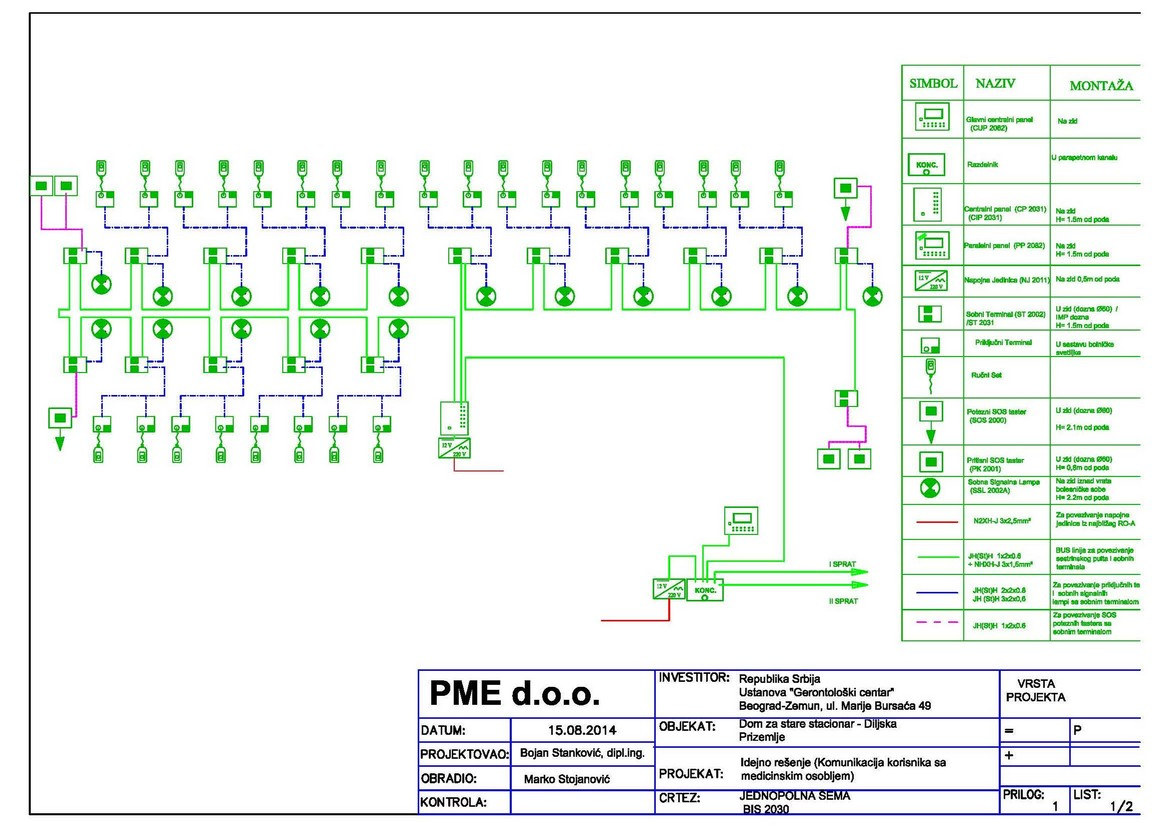 SIMBOL NAZIV MONTAŽA
Glavni centralni panel
(CUP 2082)
Na zid
KONC.
Razdelnik
U parapetnom kanalu
Centralni panel (CP 2031)
(CIP 2031)
Na zid
H= 1.5m od poda
Paralelni panel (PP 2082)
Na zid
H= 1.5m od poda
12 V
220 V
Napojna Jedinica (NJ 2011)
Na zid 0,5m od poda
Sobni Terminal (ST 2002)
/ST 2031
U zid (dozna Ø60) /
IMP dozna
H= 1.5m od poda
Priključni Terminal
U sastavu bolničke
svetiljke
Ručni Set
Potezni SOS taster
(SOS 2000)
U zid (dozna Ø60)
H= 2.1m od poda
Pritisni SOS taster
(PK 2001)
U zid (dozna Ø60)
H= 0,8m od poda
Sobna Signalna Lampa
(SSL 2002A)
Na zid iznad vrata
bolesničke sobe
H= 2.2m od poda
N2XH-J 3x2,5mm²
Za povezivanje napojne
jedinice iz najbližeg RO-A
JH(St)H 1x2x0.8
+ NHXH-J 3x1,5mm²
BUS linija za povezivanje
sestrinskog pulta i sobnih
terminala
JH(St)H 2x2x0.8
JH (St)H 3x2x0,6
Za povezivanje priključnih te
i sobnih signalnih
lampi sa sobnim terminalom
JH(St)H 1x2x0.6
Za povezivanje SOS
poteznih tastera sa
sobnim terminalom
12 V
220 V
12 V
220 V
KONC.
I SPRAT
II SPRAT
PME d.o.o.
INVESTITOR: Republika Srbija
Ustanova "Gerontološki centar"
Beograd-Zemun, ul. Marije Bursaća 49
VRSTA
PROJEKTA
DATUM: 15.08.2014
OBJEKAT: Dom za stare stacionar - Diljska
Prizemlje
= P
PROJEKTOVAO: Bojan Stanković, dipl.ing.
+
OBRADIO: Marko Stojanović
PROJEKAT: Idejno rešenje (Komunikacija korisnika sa
medicinskim osobljem)
KONTROLA:
CRTEZ: JEDNOPOLNA SEMA
BIS 2030
PRILOG: 1 LIST: 1/2